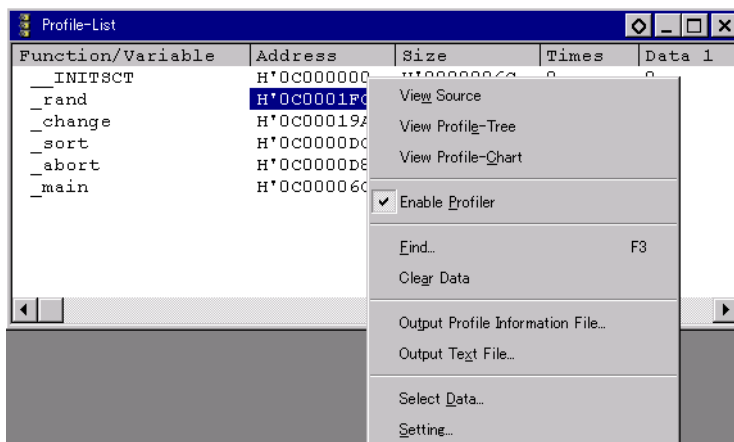 Profile-List
Function/Variable Address Size Times Data 1
__INITSCT H'0C000000
_rand H'0C0001F
_change H'0C00019
_sort H'0C0000D
_abort H'0C0000D8
_main H'0C00006
View Source
View Profile-Tree
View Profile-Chart
Enable Profiler
Find... F3
Clear Data
Output Profile Information File...
Output Text File...
Select Data...
Setting...